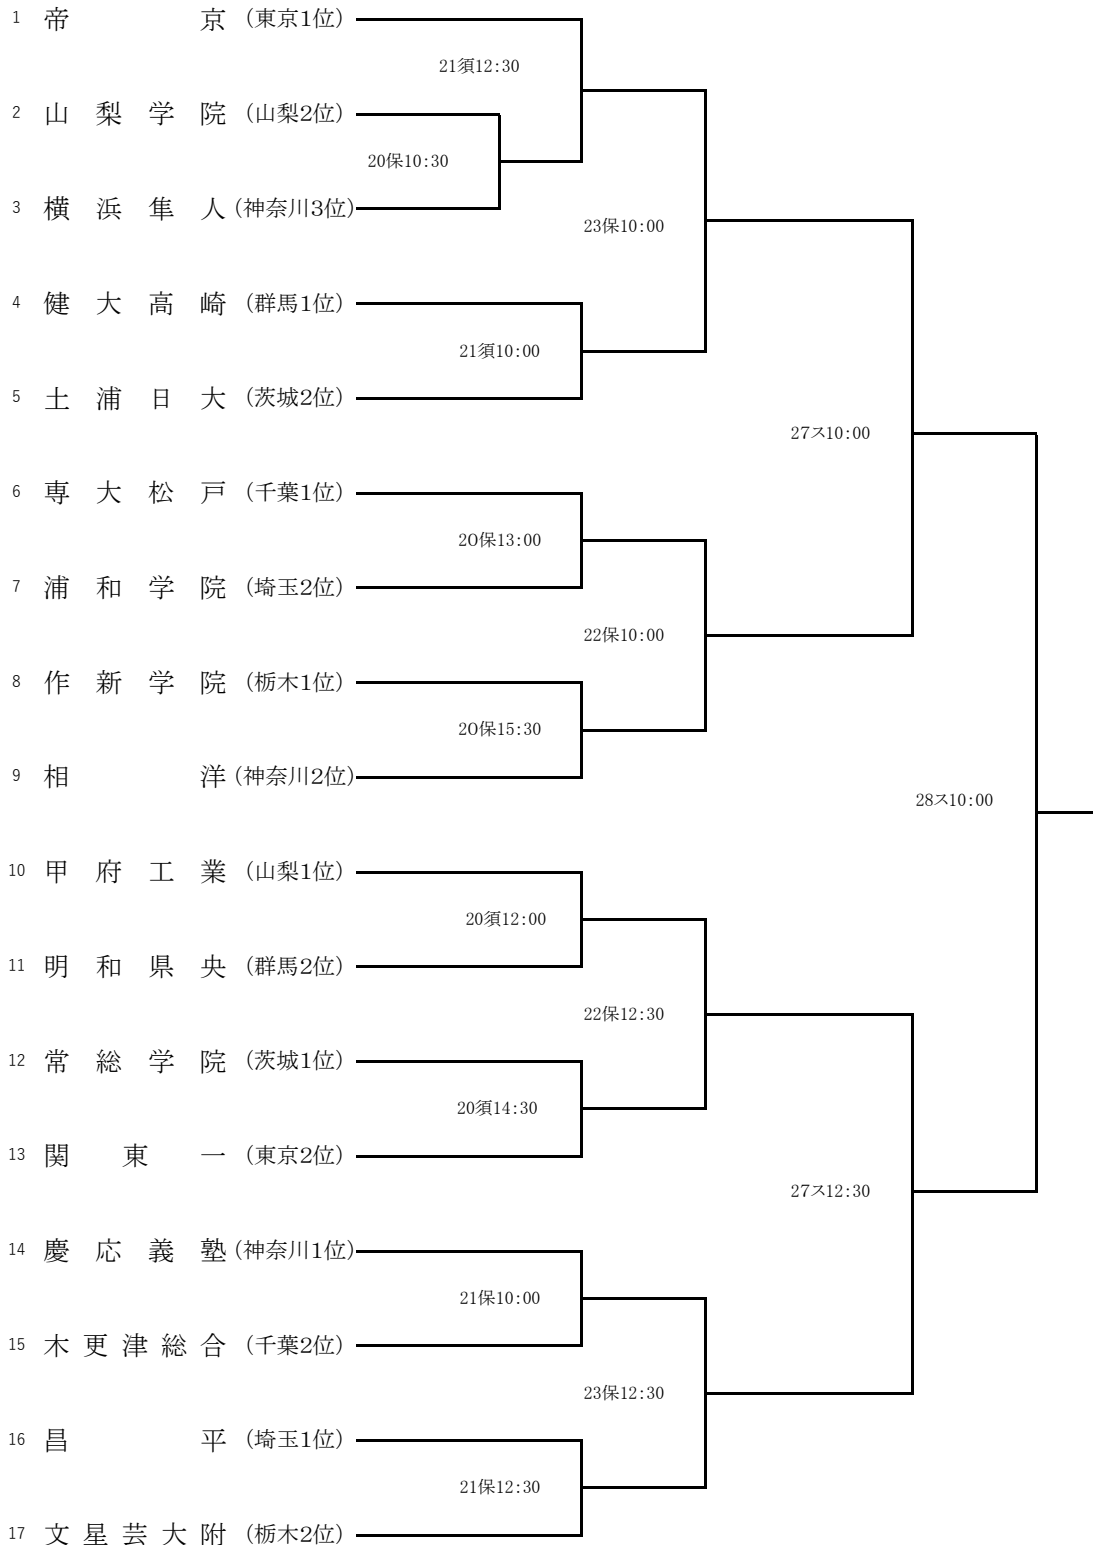 1 帝京 (東京1位)
21須12:30
2 山梨学院 (山梨2位)
20保10:30
3 横浜隼人 (神奈川3位)
23保10:00
4 健大高崎 (群馬1位)
21須10:00
5 土浦日大 (茨城2位)
27ス10:00
6 専大松戸 (千葉1位)
20保13:00
7 浦和学院 (埼玉2位)
22保10:00
8 作新学院 (栃木1位)
20保15:30
9 相洋 (神奈川2位)
28ス10:00
10 甲府工業 (山梨1位)
20須12:00
11 明和県央 (群馬2位)
22保12:30
12 常総学院 (茨城1位)
20須14:30
13 関東一 (東京2位)
27ス12:30
14 慶応義塾 (神奈川1位)
21保10:00
15 木更津総合 (千葉2位)
23保12:30
16 昌平 (埼玉1位)
21保12:30
17 文星芸大附 (栃木2位)